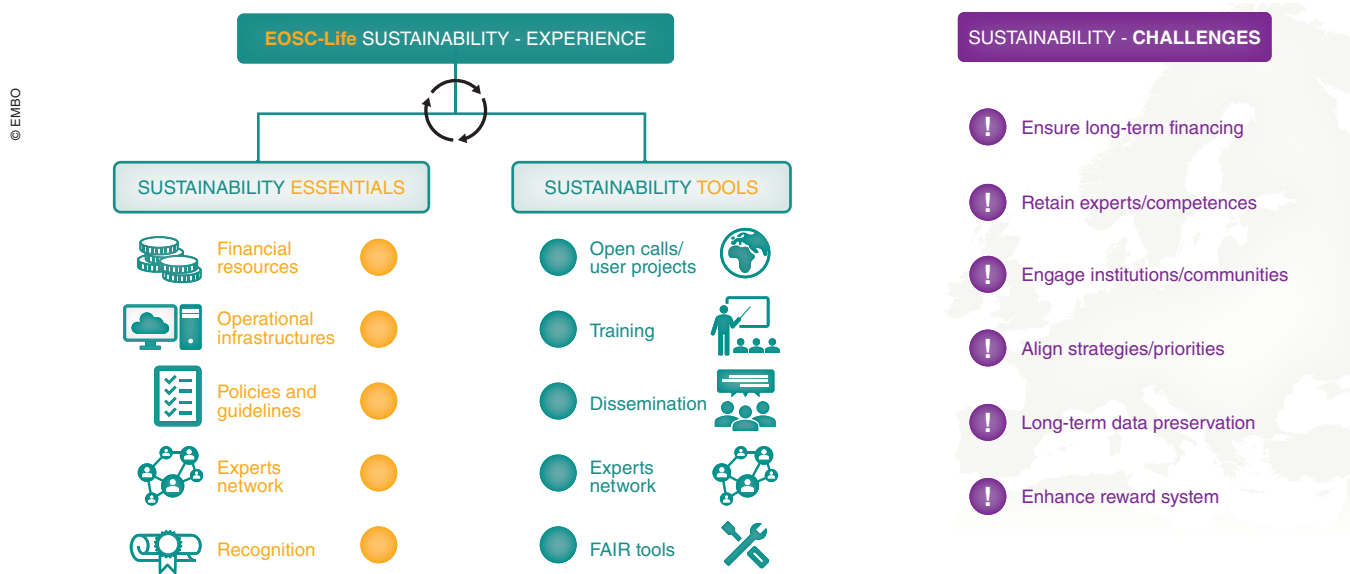 © EMBO
EOSC-Life SUSTAINABILITY - EXPERIENCE
SUSTAINABILITY ESSENTIALS
Financial
resources
Operational
infrastructures
Policies and
guidelines
Experts
network
Recognition
SUSTAINABILITY TOOLS
Open calls/
user projects
Training
Dissemination
Experts
network
FAIR tools
SUSTAINABILITY - CHALLENGES
! Ensure long-term financing
! Retain experts/competences
! Engage institutions/communities
! Align strategies/priorities
! Long-term data preservation
! Enhance reward system